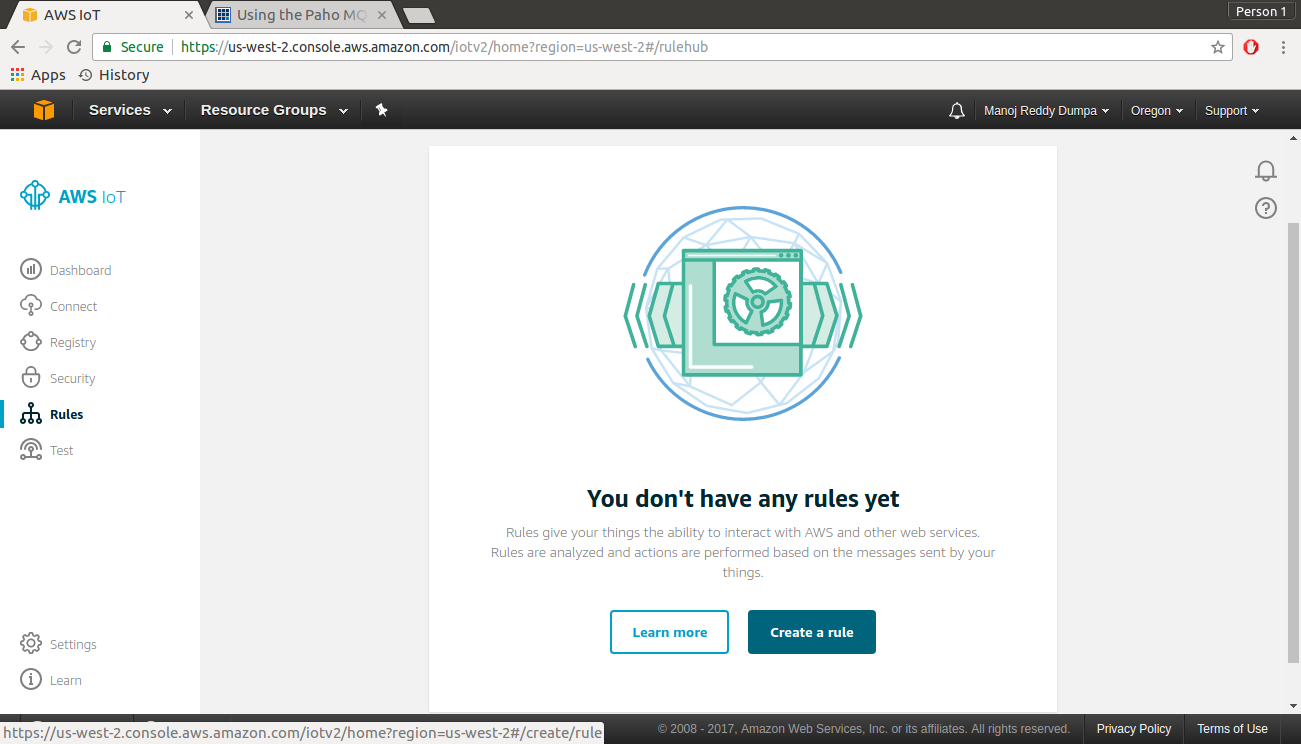 AWS IoT
Using the Paho MQ
Person 1
Secure
https://us-west-2.console.aws.amazon.com/iotv2/home?region=us-west-2#/rulehub
Apps
History
Services
Resource Groups
Manoj Reddy Dumpa
Oregon
Support
AWS IoT
Dashboard
Connect
Registry
Security
Rules
Test
Settings
Learn
You don't have any rules yet
Rules give your things the ability to interact with AWS and other web services.
Rules are analyzed and actions are performed based on the messages sent by your
things.
Learn more
Create a rule
https://us-west-2.console.aws.amazon.com/iotv2/home?region=us-west-2#/create/rule
© 2008 - 2017, Amazon Web Services, Inc. or its affiliates. All rights reserved.
Privacy Policy
Terms of Use